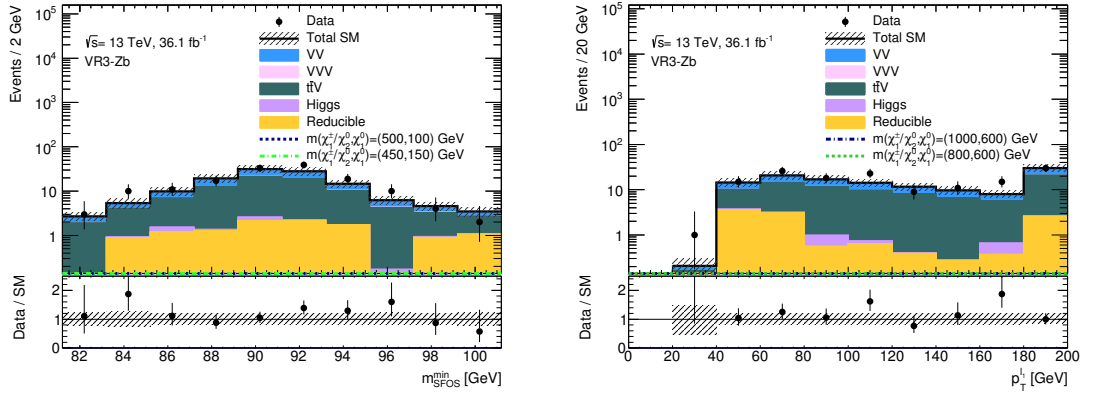 Events / 2 GeV
10⁵
10⁴
10³
10²
10
1
√s= 13 TeV, 36.1 fb⁻¹
VR3-Zb
Data
Total SM
VV
VVV
tt̄V
Higgs
Reducible
m(χ̃₁±/χ̃₂⁰,χ̃₁⁰)=(500,100) GeV
m(χ̃₁±/χ̃₂⁰,χ̃₁⁰)=(450,150) GeV
Data / SM
2
1
0
82 84 86 88 90 92 94 96 98 100
m_SFOS^min [GeV]
Events / 20 GeV
10⁵
10⁴
10³
10²
10
1
√s= 13 TeV, 36.1 fb⁻¹
VR3-Zb
Data
Total SM
VV
VVV
tt̄V
Higgs
Reducible
m(χ̃₁±/χ̃₂⁰,χ̃₁⁰)=(1000,600) GeV
m(χ̃₁±/χ̃₂⁰,χ̃₁⁰)=(800,600) GeV
Data / SM
2
1
0
0 20 40 60 80 100 120 140 160 180 200
p_T^l₁ [GeV]